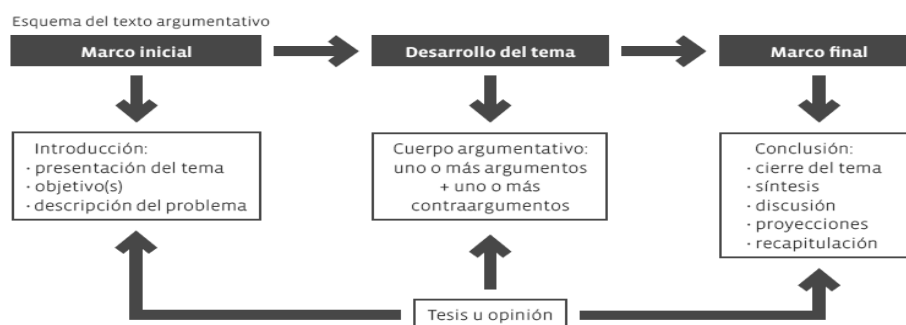 Esquema del texto argumentativo
Marco inicial
Desarrollo del tema
Marco final
Introducción:
· presentación del tema
· objetivo(s)
· descripción del problema
Cuerpo argumentativo:
uno o más argumentos
+ uno o más
contraargumentos
Conclusión:
· cierre del tema
· síntesis
· discusión
· proyecciones
· recapitulación
Tesis u opinión